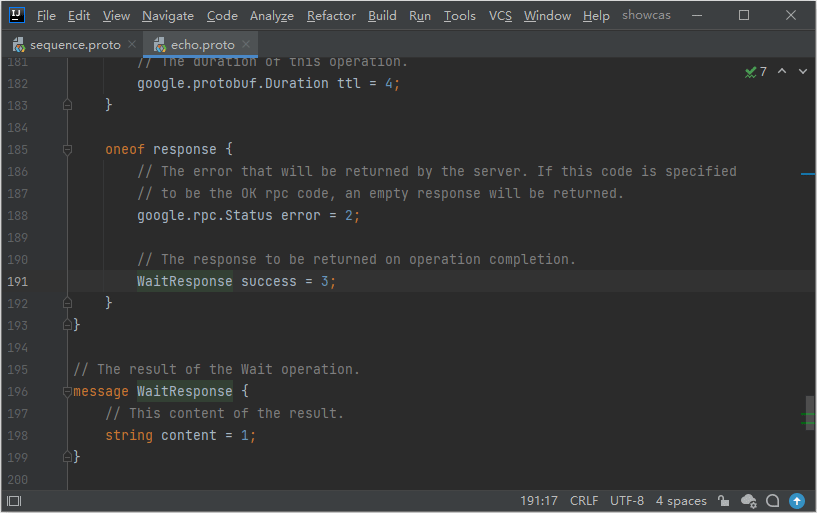 IJ File Edit View Navigate Code Analyze Refactor Build Run Tools VCS Window Help showcas
sequence.proto echo.proto
181 // The duration of this operation.
182 google.protobuf.Duration ttl = 4;
183 }
184
185 oneof response {
186 // The error that will be returned by the server. If this code is specified
187 // to be the OK rpc code, an empty response will be returned.
188 google.rpc.Status error = 2;
189
190 // The response to be returned on operation completion.
191 WaitResponse success = 3;
192 }
193 }
194
195 // The result of the Wait operation.
196 message WaitResponse {
197 // This content of the result.
198 string content = 1;
199 }
200
7
191:17 CRLF UTF-8 4 spaces